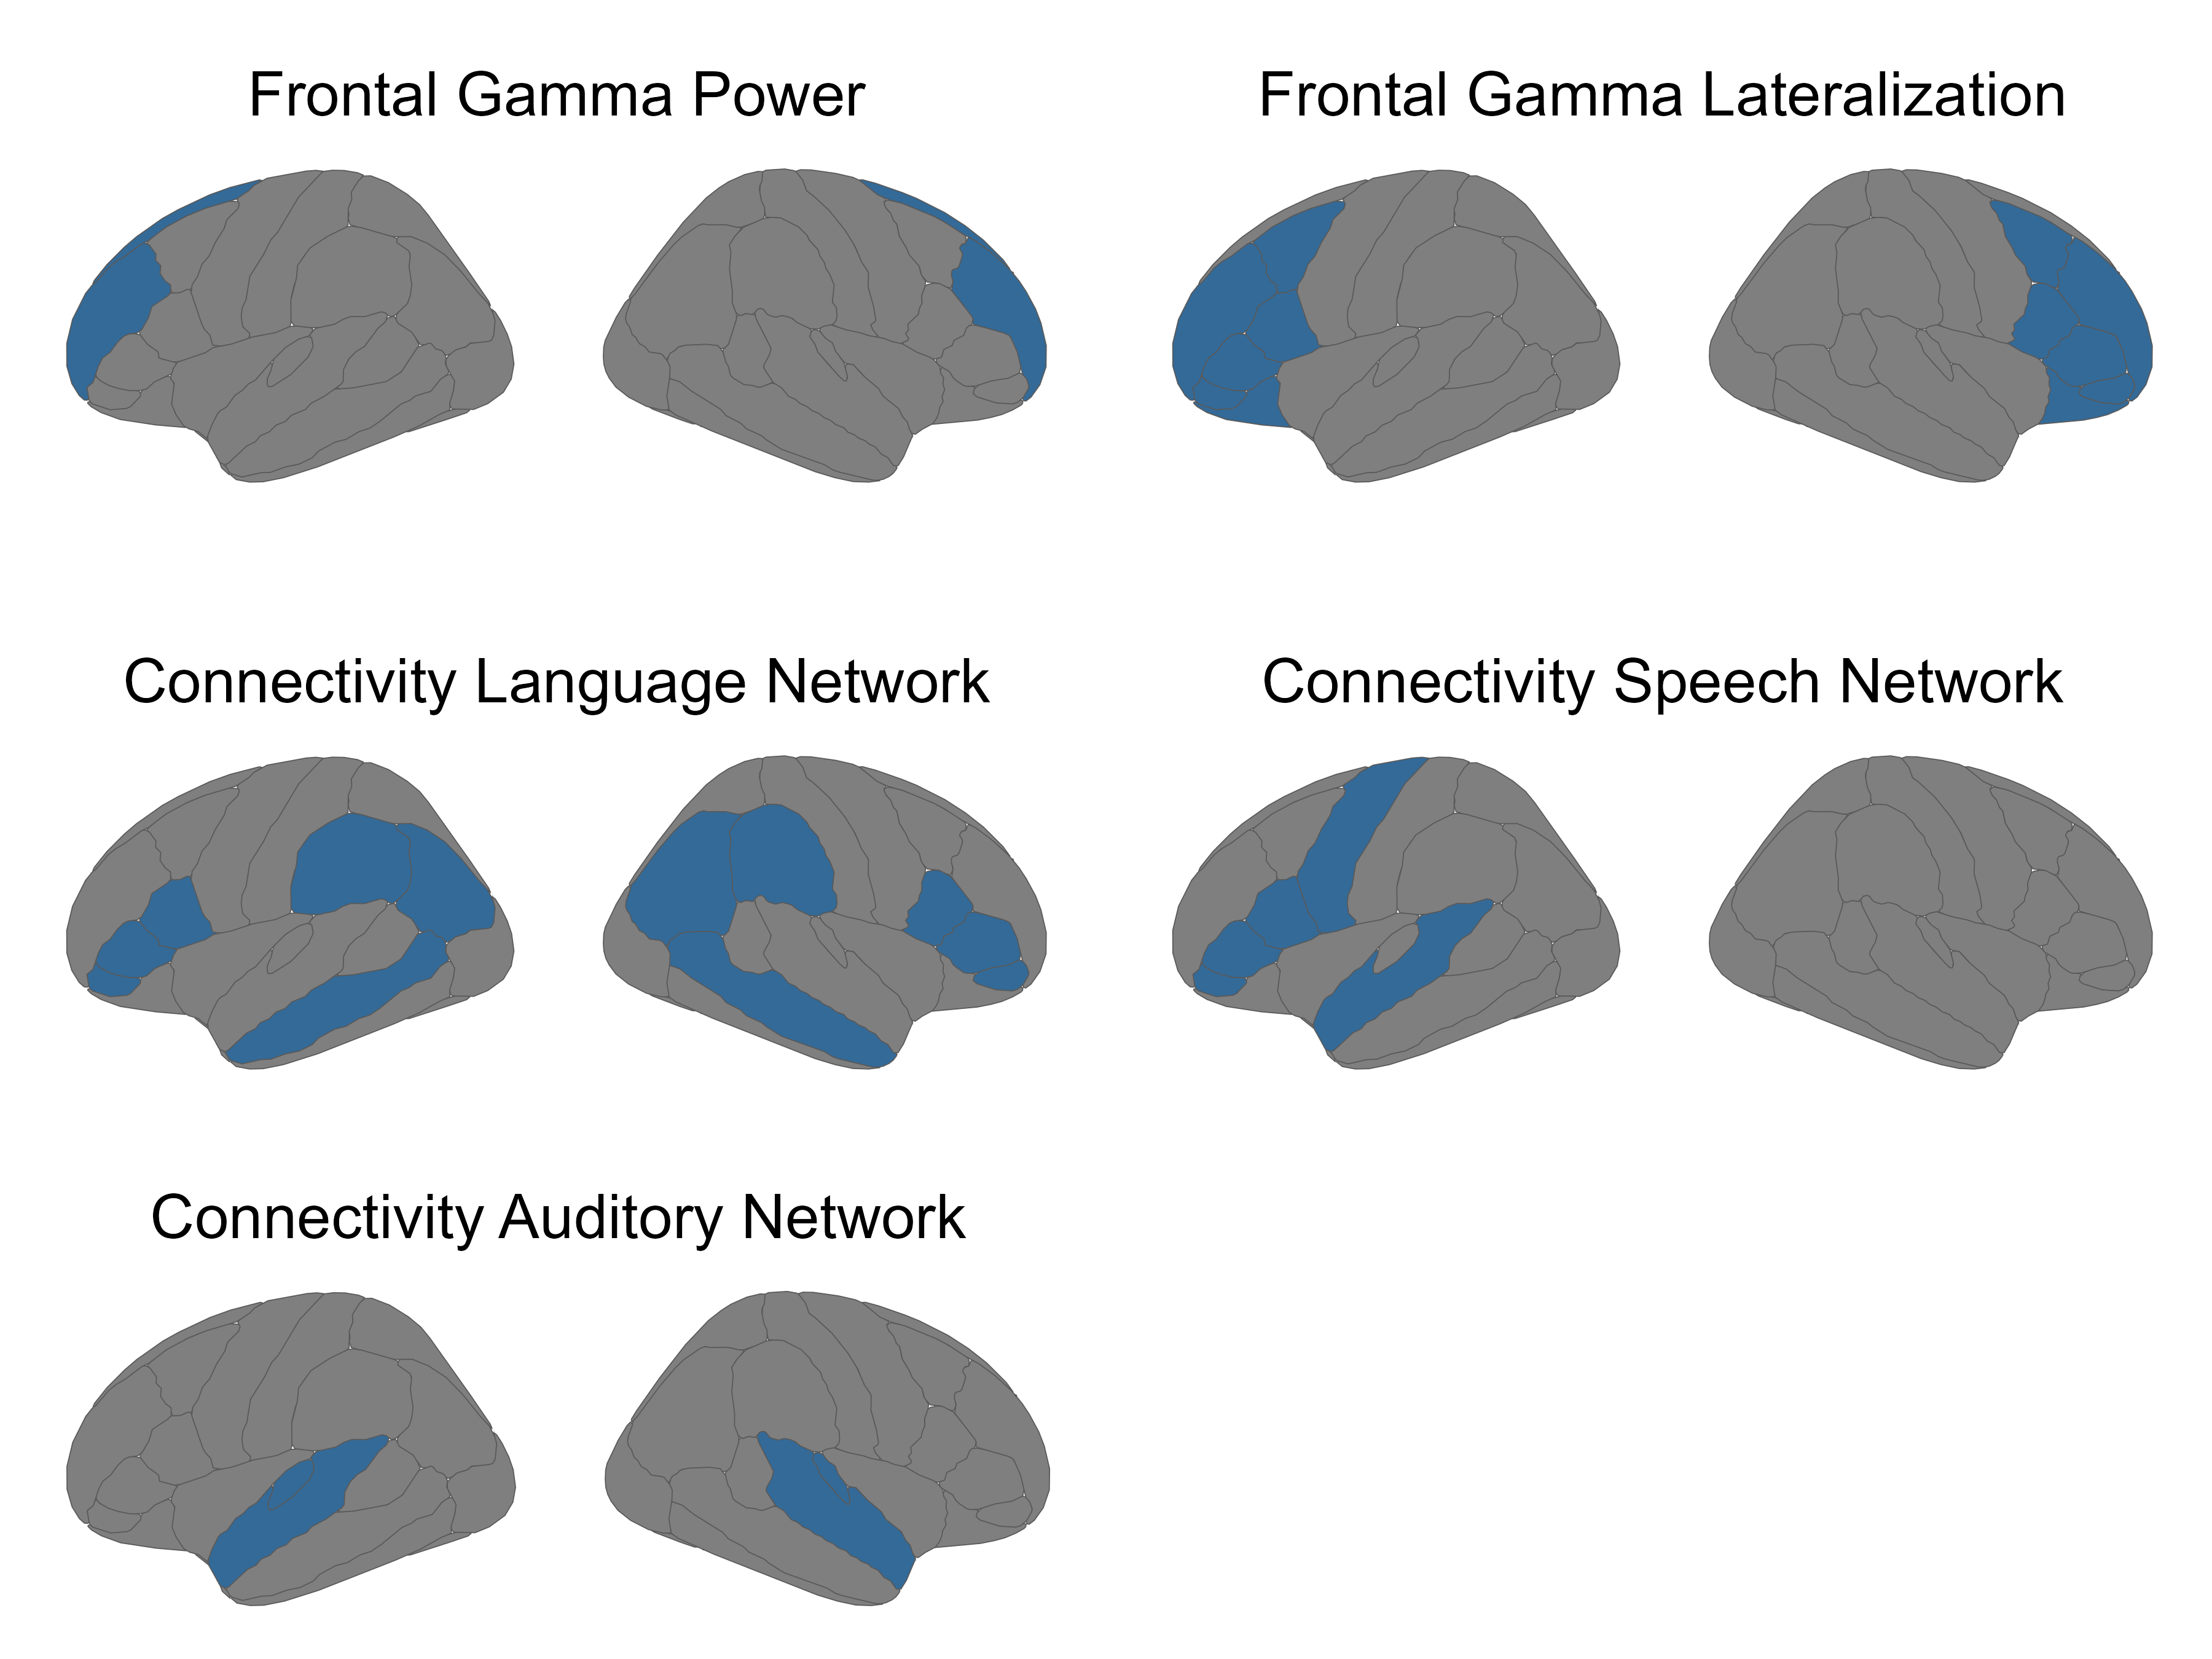 Frontal Gamma Power
Frontal Gamma Lateralization
Connectivity Language Network
Connectivity Speech Network
Connectivity Auditory Network